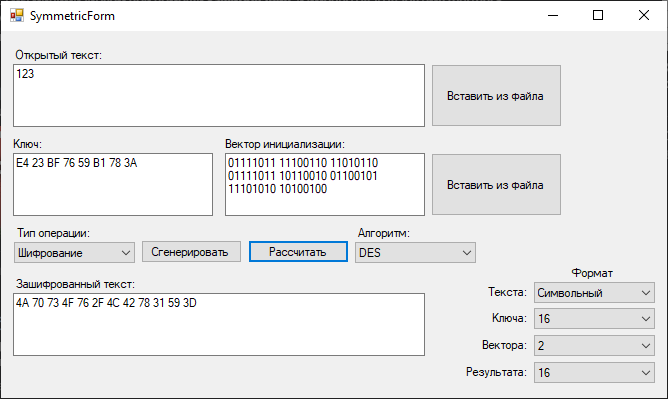 SymmetricForm
Открытый текст:
123
Вставить из файла
Ключ:
E4 23 BF 76 59 B1 78 3A
Вектор инициализации:
01111011 11100110 11010110
01111011 10110010 01100101
11101010 10100100
Вставить из файла
Тип операции:
Шифрование
Сгенерировать
Рассчитать
Алгоритм:
DES
Зашифрованный текст:
4A 70 73 4F 76 2F 4C 42 78 31 59 3D
Формат
Текста: Символьный
Ключа: 16
Вектора: 2
Результата: 16